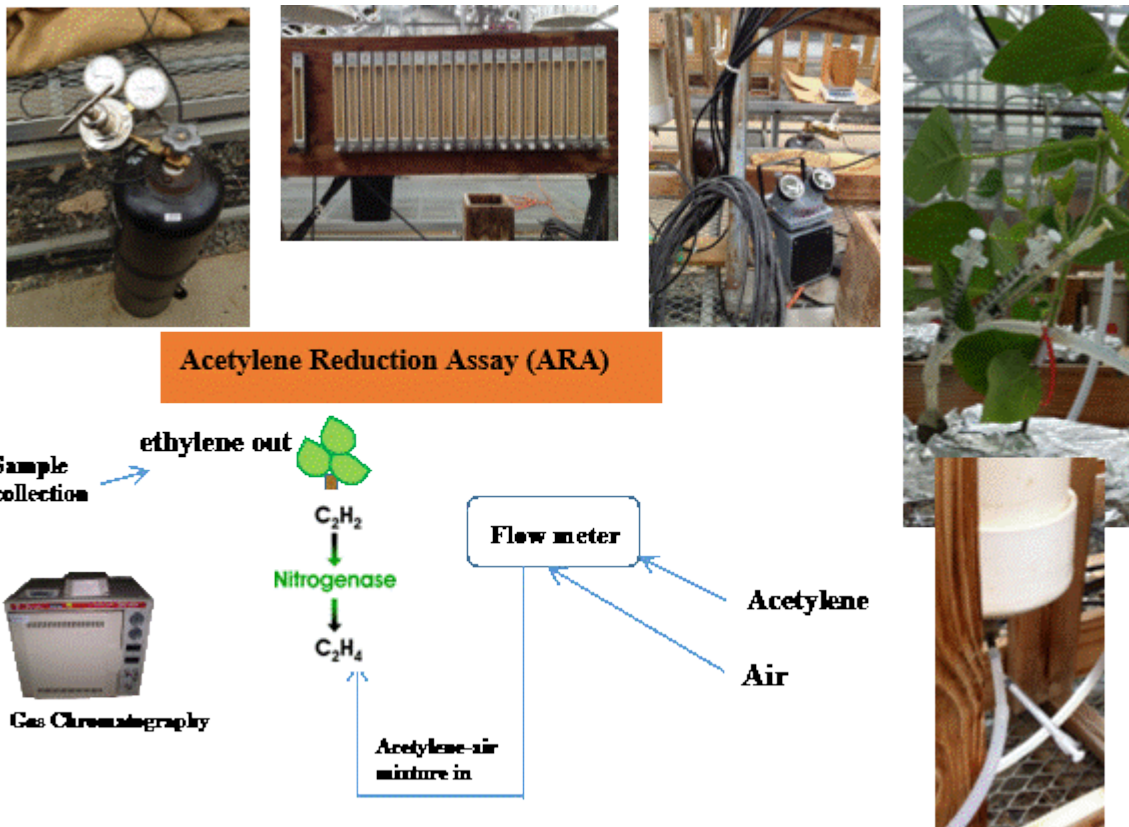 Acetylene Reduction Assay (ARA)
ethylene out
Sample
collection
C₂H₂
Nitrogenase
C₂H₄
Flow meter
Acetylene
Air
Gas Chromatography
Acetylene-air
mixture in